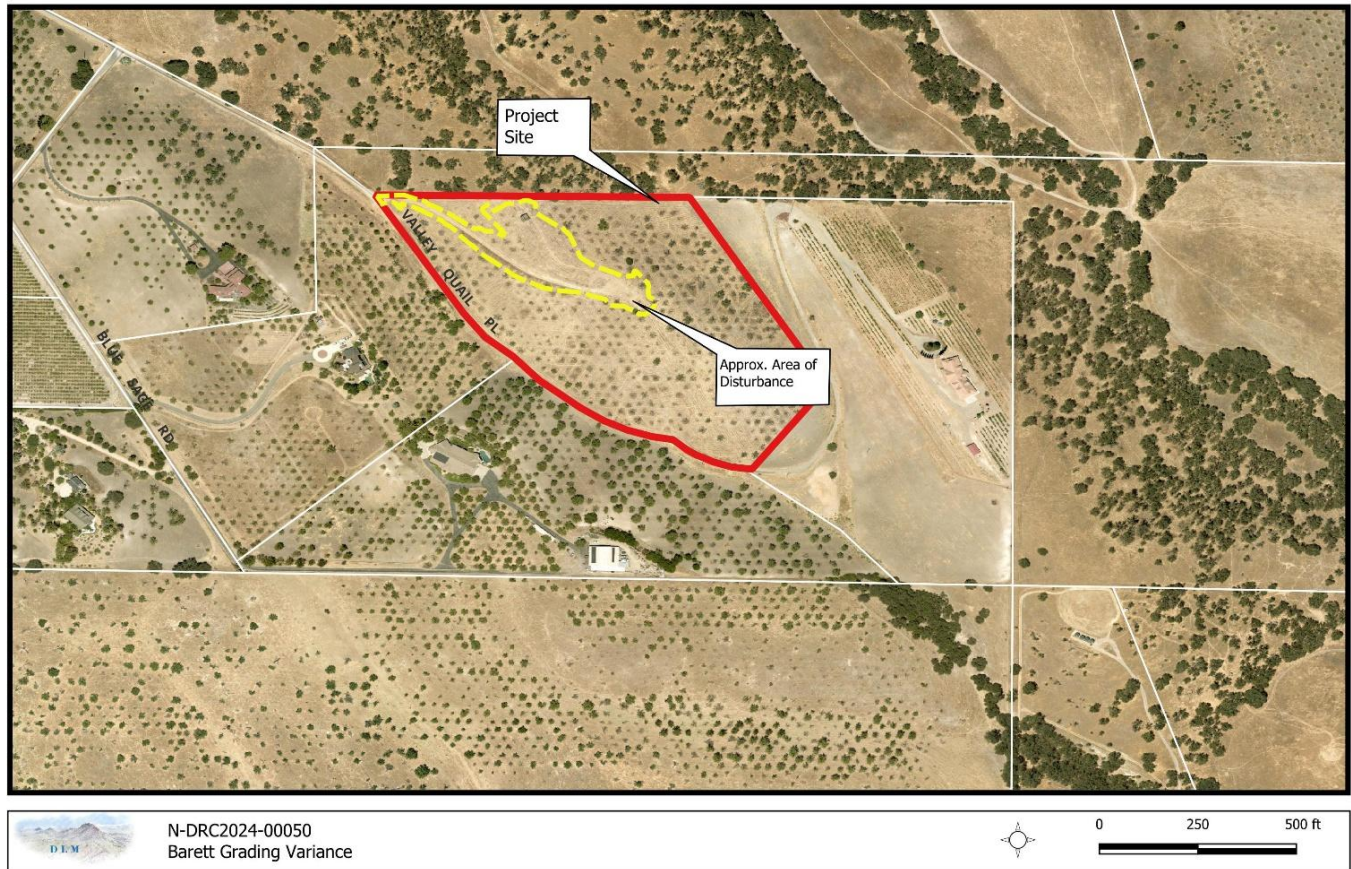 Project
Site
VALLEY QUAIL PL
Approx. Area of
Disturbance
BLUE SAGE RD
DLM
N-DRC2024-00050
Barett Grading Variance
0 250 500 ft